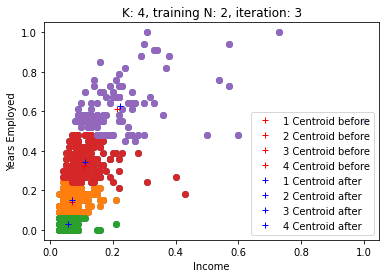 K: 4, training N: 2, iteration: 3
1.0
0.8
0.6
0.4
0.2
0.0
Years Employed
1 Centroid before
2 Centroid before
3 Centroid before
4 Centroid before
1 Centroid after
2 Centroid after
3 Centroid after
4 Centroid after
0.0 0.2 0.4 0.6 0.8 1.0
Income